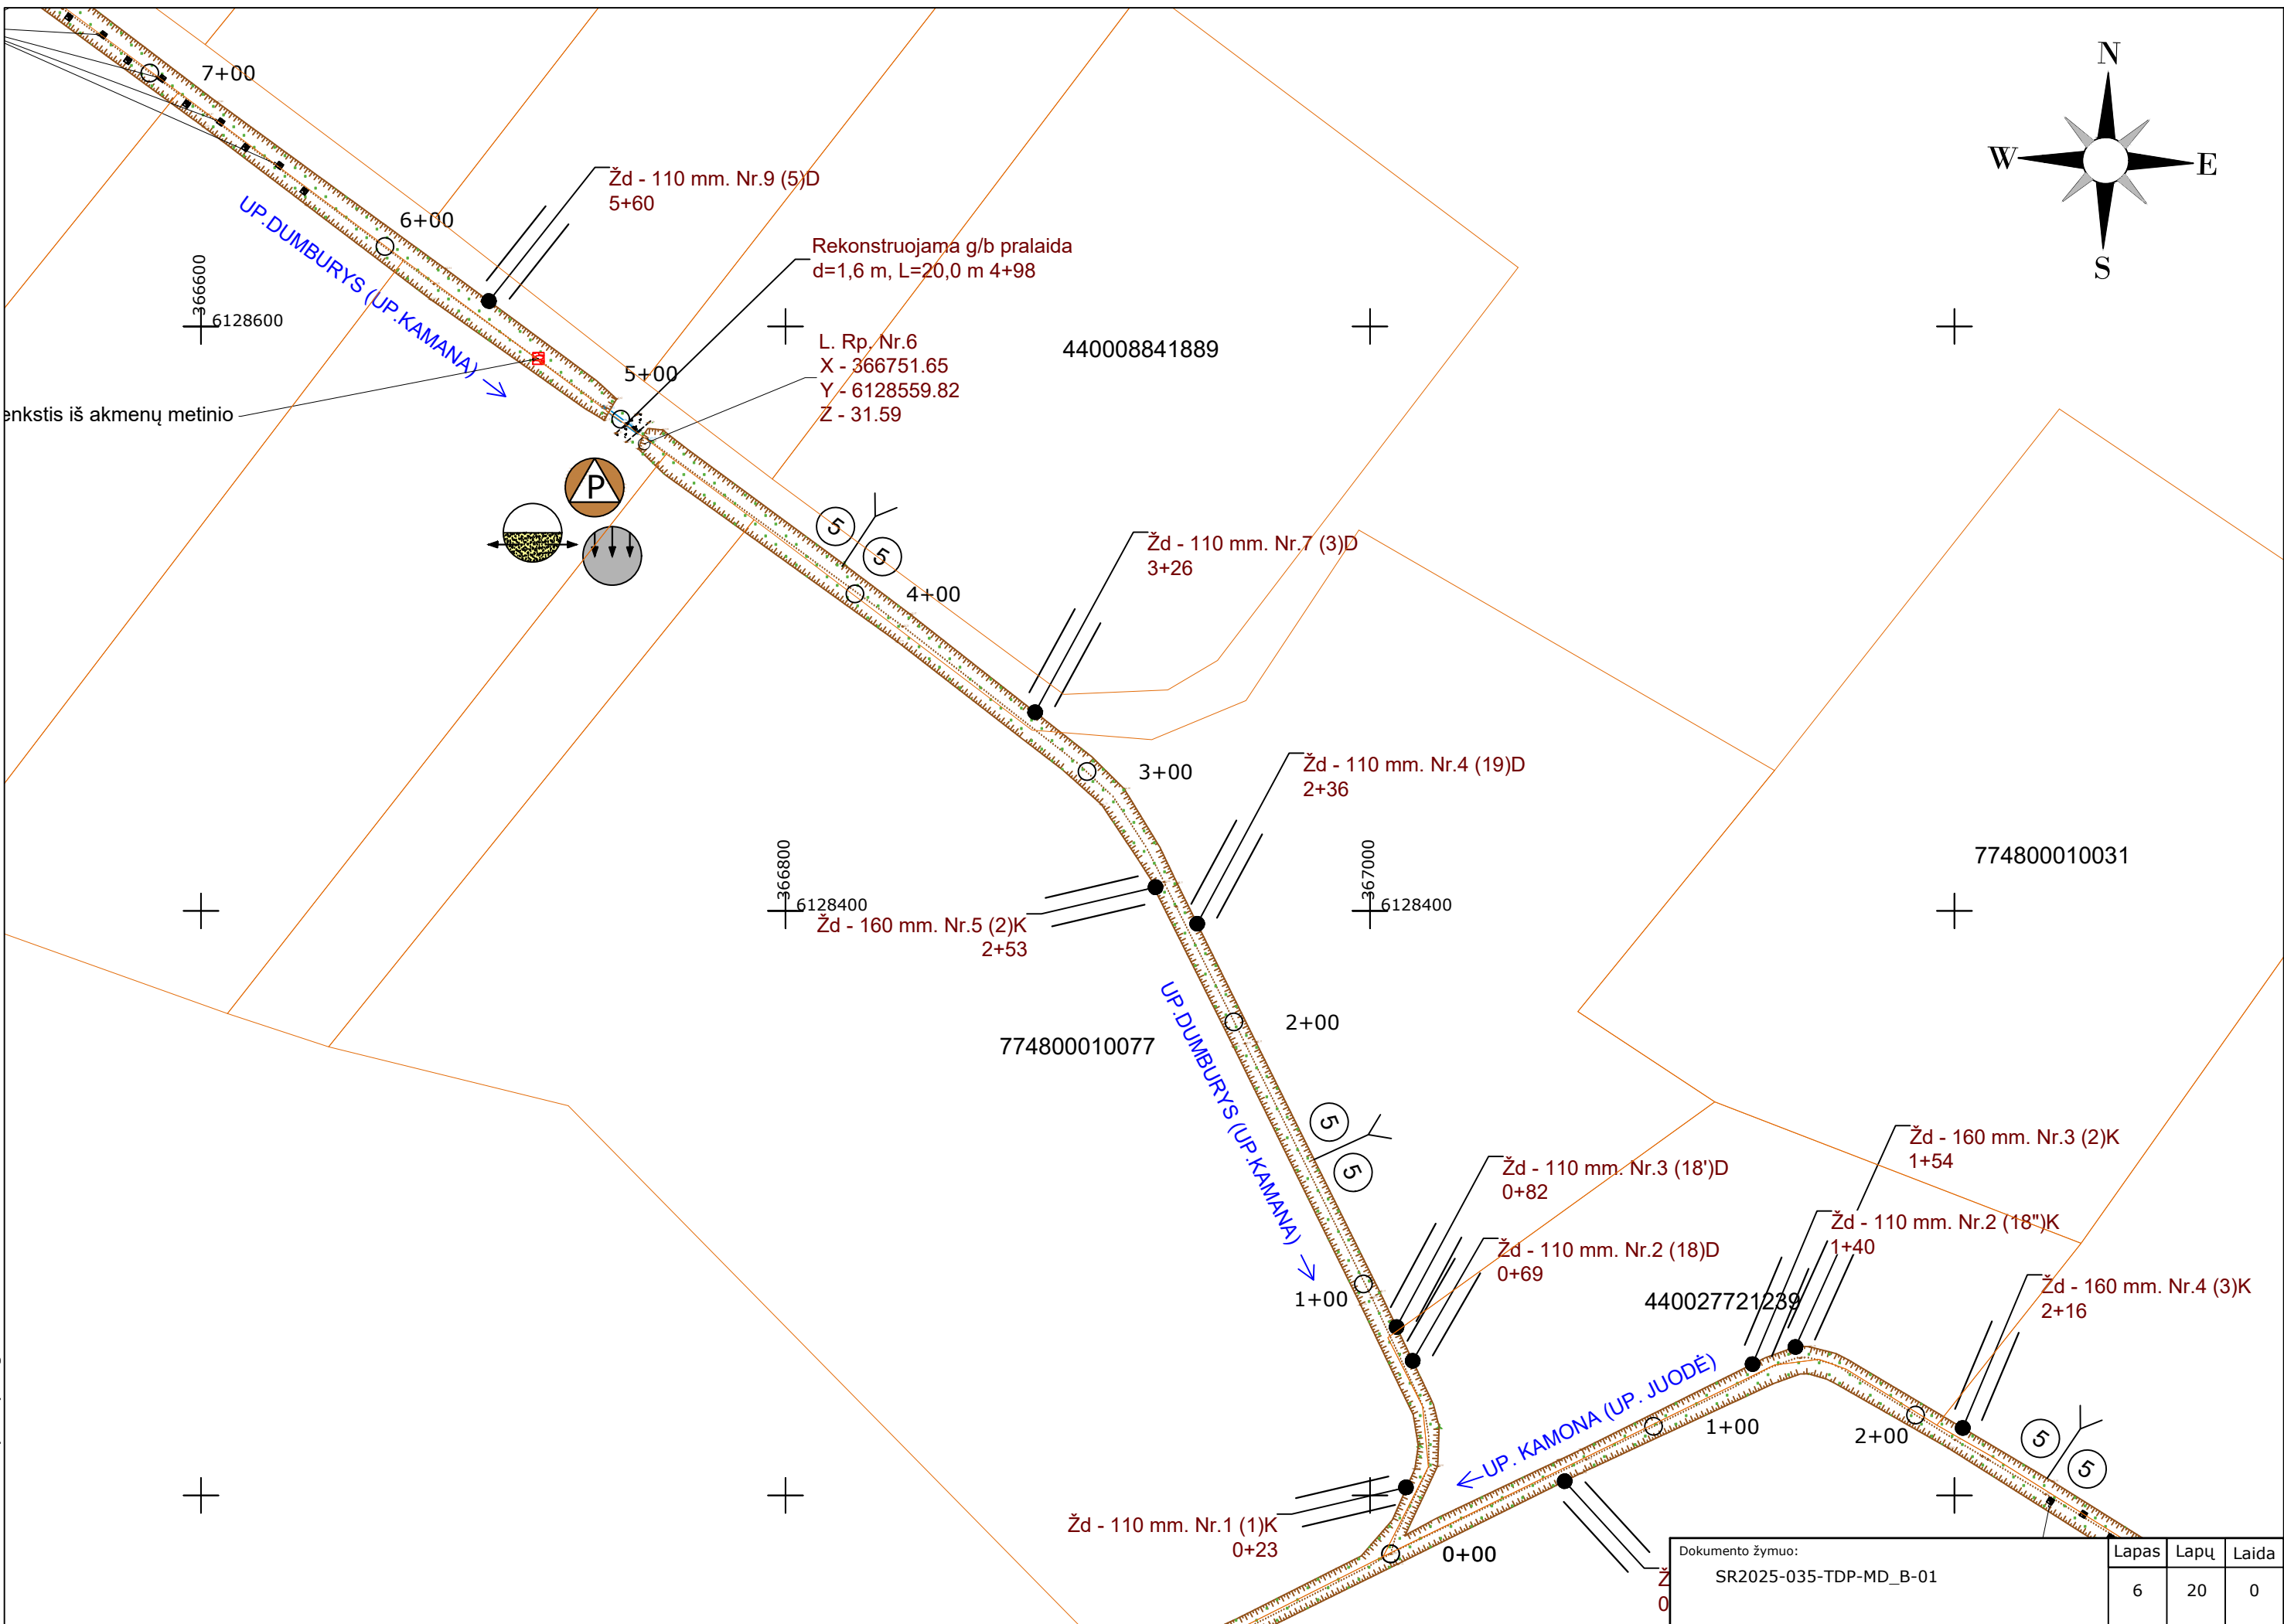 7+00
N
W
E
S
Žd - 110 mm. Nr.9 (5)D
5+60
6+00
UP.DUMBURYS (UP.KAMANA)
Rekonstruojama g/b pralaida
d=1,6 m, L=20,0 m 4+98
366600
6128600
L. Rp. Nr.6
X - 366751.65
Y - 6128559.82
Z - 31.59
440008841889
5+00
enkstis iš akmenų metinio
P
5
5
Žd - 110 mm. Nr.7 (3)D
3+26
4+00
3+00
Žd - 110 mm. Nr.4 (19)D
2+36
366800
6128400
367000
6128400
774800010031
Žd - 160 mm. Nr.5 (2)K
2+53
2+00
774800010077
UP.DUMBURYS (UP.KAMANA)
5
5
Žd - 110 mm. Nr.3 (18')D
0+82
Žd - 160 mm. Nr.3 (2)K
1+54
Žd - 110 mm. Nr.2 (18")K
1+40
Žd - 110 mm. Nr.2 (18)D
0+69
Žd - 160 mm. Nr.4 (3)K
2+16
1+00
440027721239
UP. KAMONA (UP. JUODĖ)
1+00
2+00
5
5
Žd - 110 mm. Nr.1 (1)K
0+23
0+00
Ž
0
Dokumento žymuo:
SR2025-035-TDP-MD_B-01
Lapas Lapų Laida
6 20 0